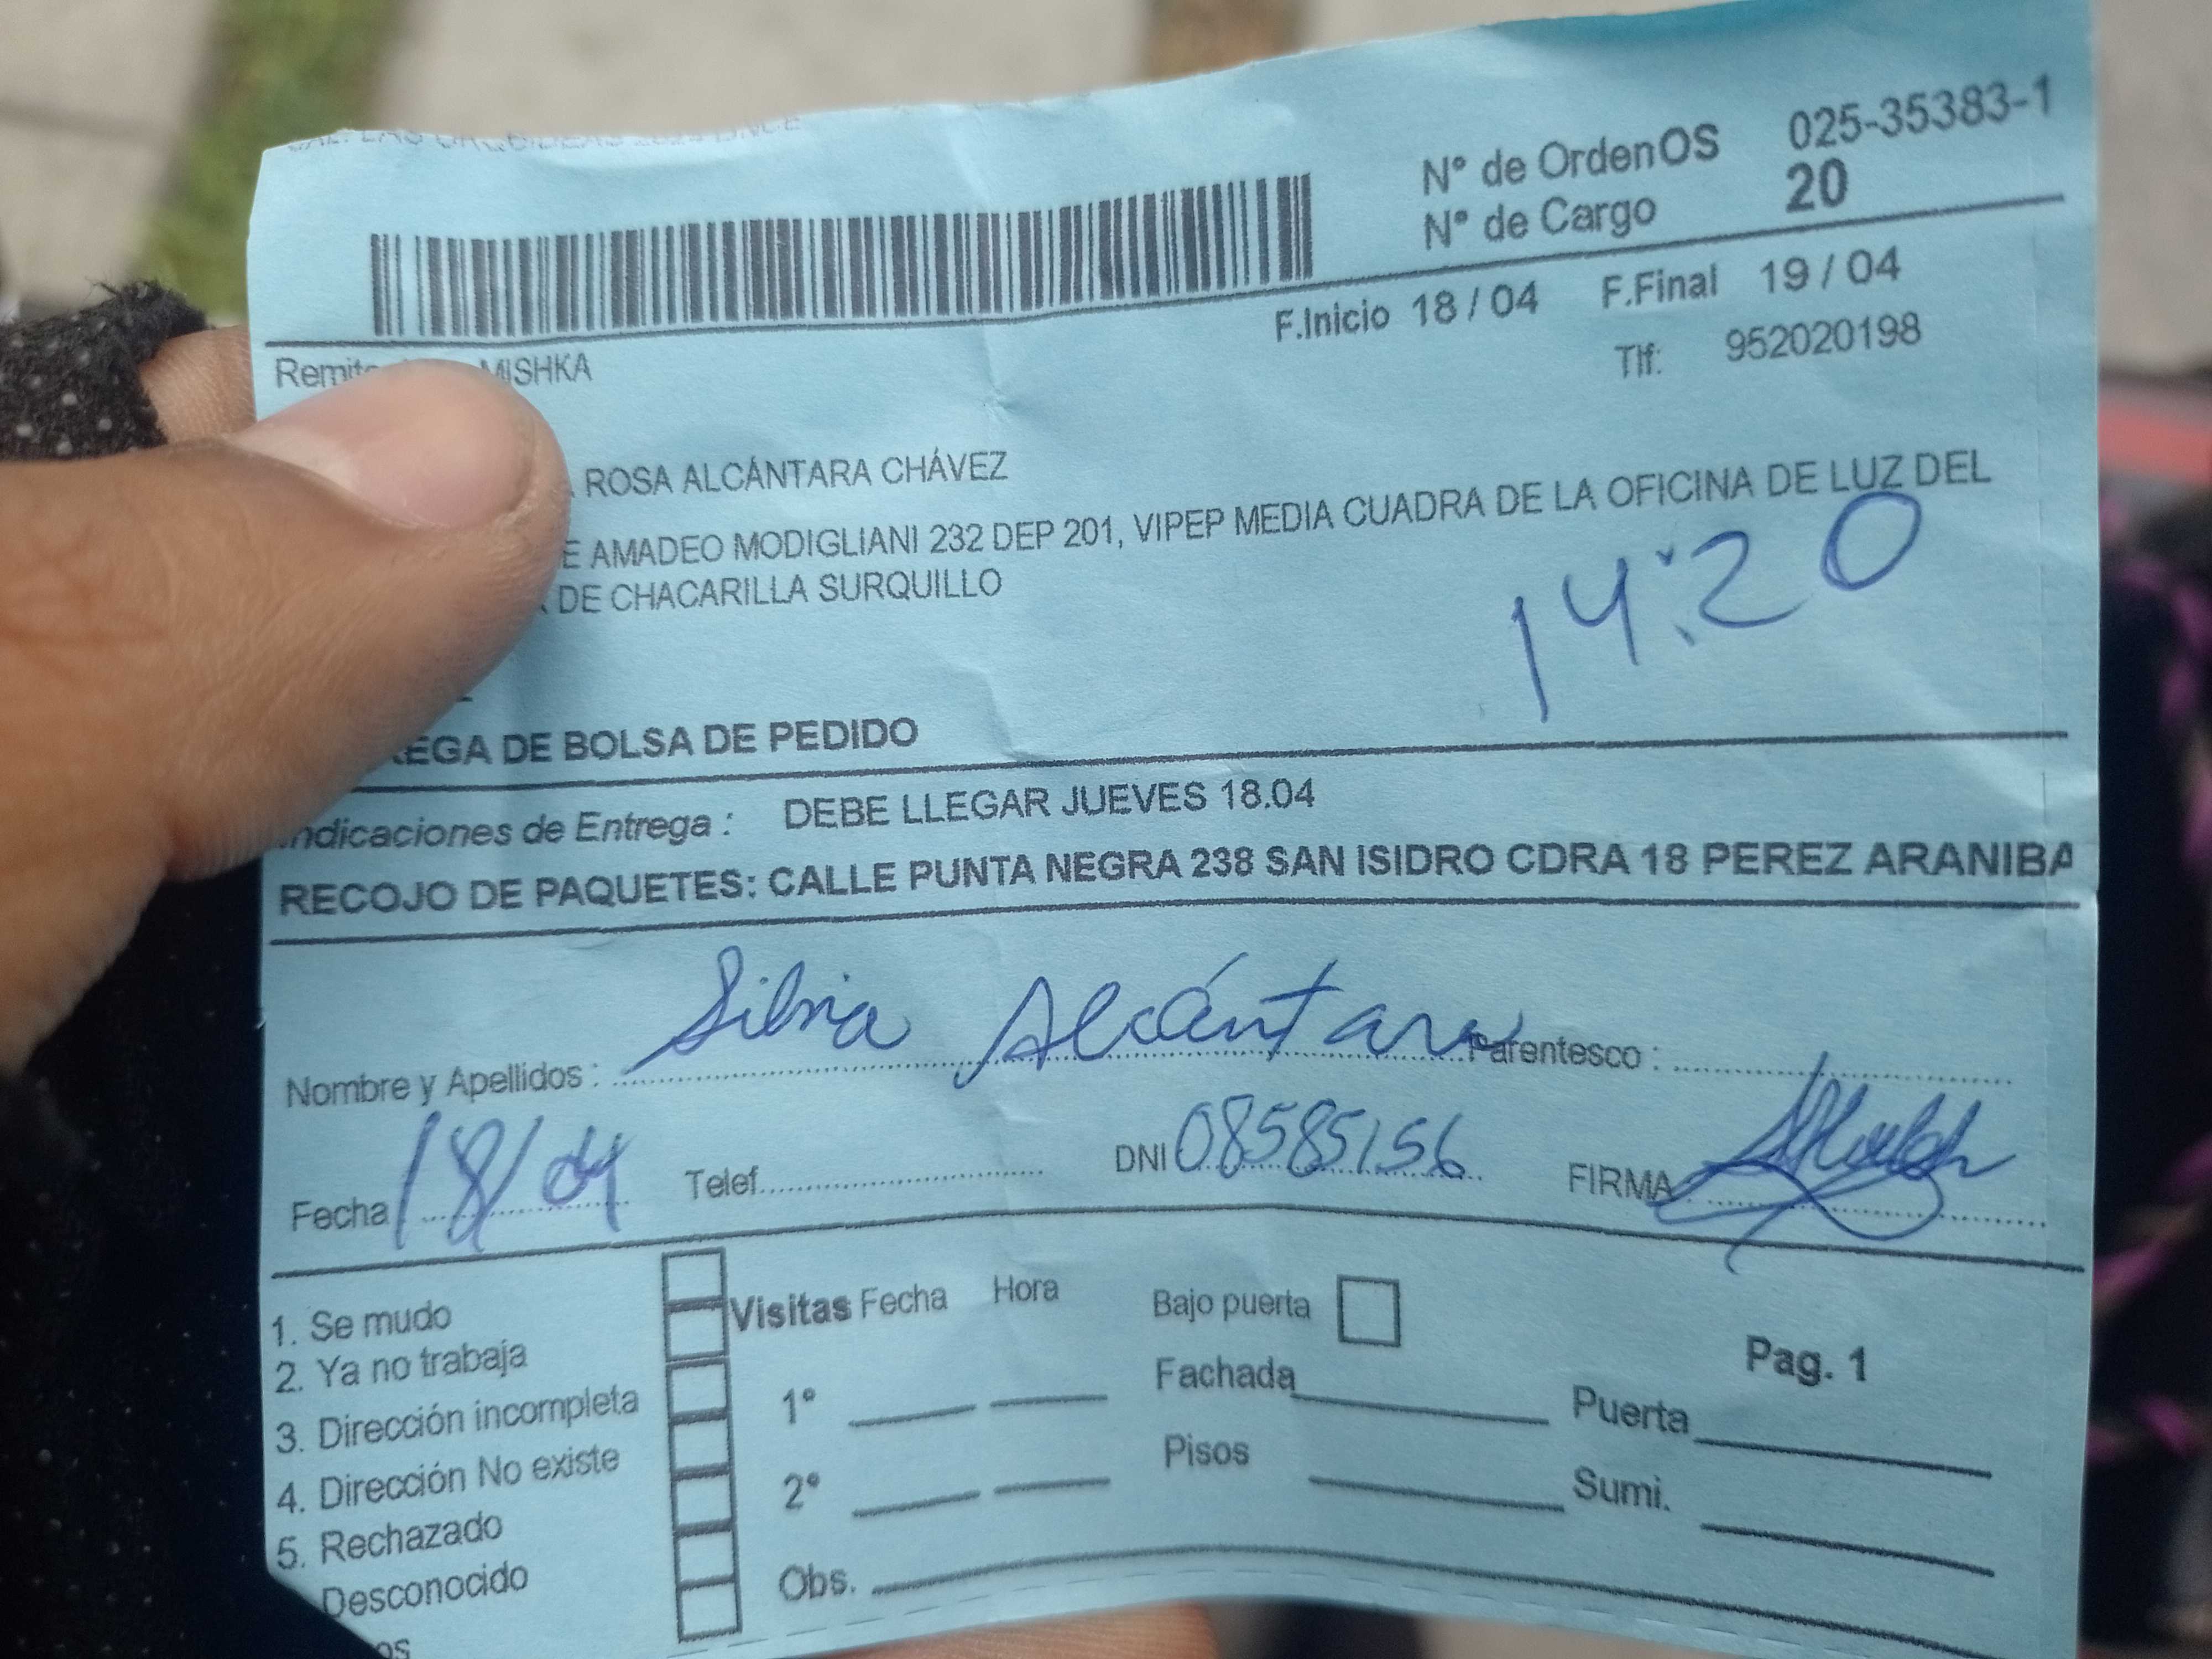 N° de Orden OS 025-35383-1
N° de Cargo 20
F.Inicio 18 / 04 F.Final 19 / 04
MISHKA Tlf: 952020198
ROSA ALCÁNTARA CHÁVEZ
E AMADEO MODIGLIANI 232 DEP 201, VIPEP MEDIA CUADRA DE LA OFICINA DE LUZ DEL
DE CHACARILLA SURQUILLO
14:20
EGA DE BOLSA DE PEDIDO
Indicaciones de Entrega : DEBE LLEGAR JUEVES 18.04
RECOJO DE PAQUETES: CALLE PUNTA NEGRA 238 SAN ISIDRO CDRA 18 PEREZ ARANIBA
Nombre y Apellidos : Silvia Alcántara Parentesco :
Fecha 18/04 Telef. DNI 08585156 FIRMA
1. Se mudo
2. Ya no trabaja
3. Dirección incompleta
4. Dirección No existe
5. Rechazado
Desconocido
os
Visitas Fecha Hora
1°
2°
Obs.
Bajo puerta
Fachada
Pisos
Pag. 1
Puerta
Sumi.